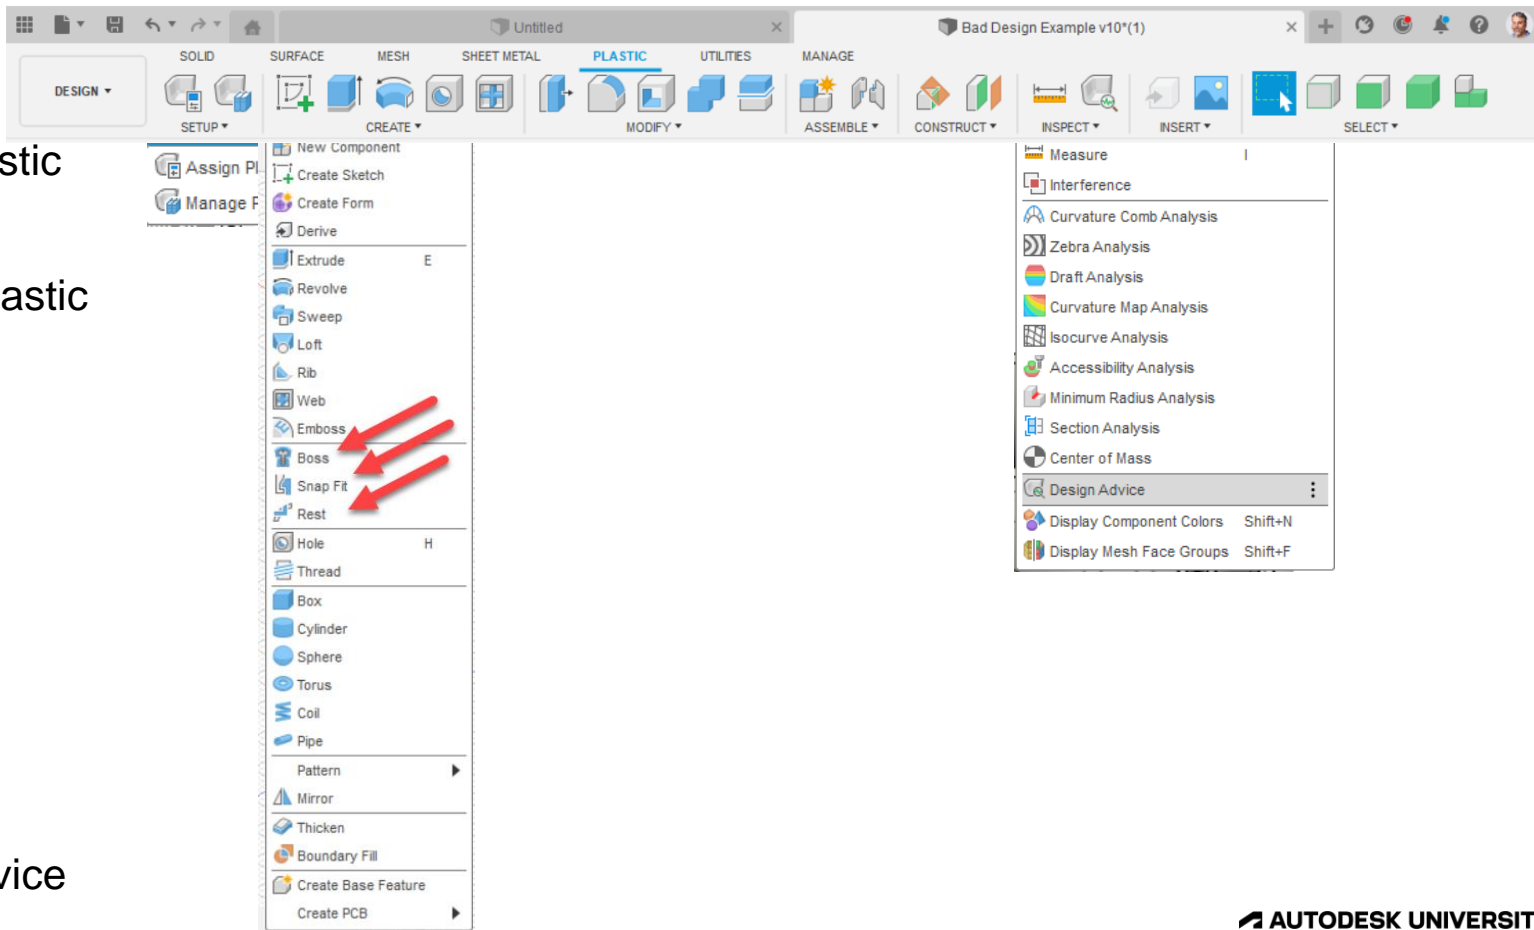 Untitled
Bad Design Example v10*(1)
SOLID SURFACE MESH SHEET METAL PLASTIC UTILITIES MANAGE
DESIGN
SETUP CREATE MODIFY ASSEMBLE CONSTRUCT INSPECT INSERT SELECT
stic
astic
vice
Assign Pl
Manage F
New Component
Create Sketch
Create Form
Derive
Extrude E
Revolve
Sweep
Loft
Rib
Web
Emboss
Boss
Snap Fit
Rest
Hole H
Thread
Box
Cylinder
Sphere
Torus
Coil
Pipe
Pattern
Mirror
Thicken
Boundary Fill
Create Base Feature
Create PCB
Measure I
Interference
Curvature Comb Analysis
Zebra Analysis
Draft Analysis
Curvature Map Analysis
Isocurve Analysis
Accessibility Analysis
Minimum Radius Analysis
Section Analysis
Center of Mass
Design Advice
Display Component Colors Shift+N
Display Mesh Face Groups Shift+F
AUTODESK UNIVERSIT